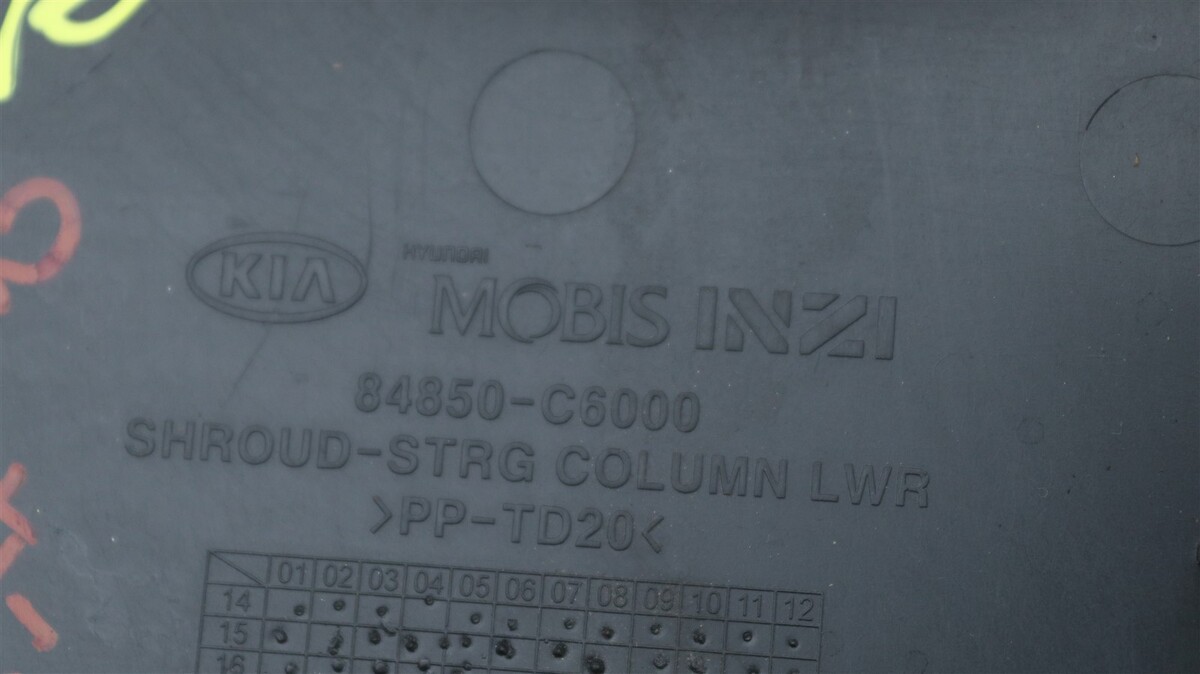 KIA HYUNDAI MOBIS INZI
84850-C6000
SHROUD-STRG COLUMN LWR
>PP-TD20<
01 02 03 04 05 06 07 08 09 10 11 12
14
15
16